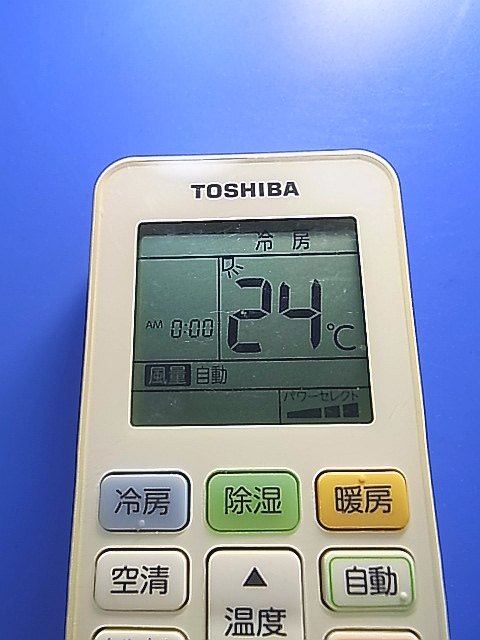 TOSHIBA
冷房
24℃
AM 0:00
風量 自動
パワーセレクト
冷房 除湿 暖房
空清 ▲ 自動
温度